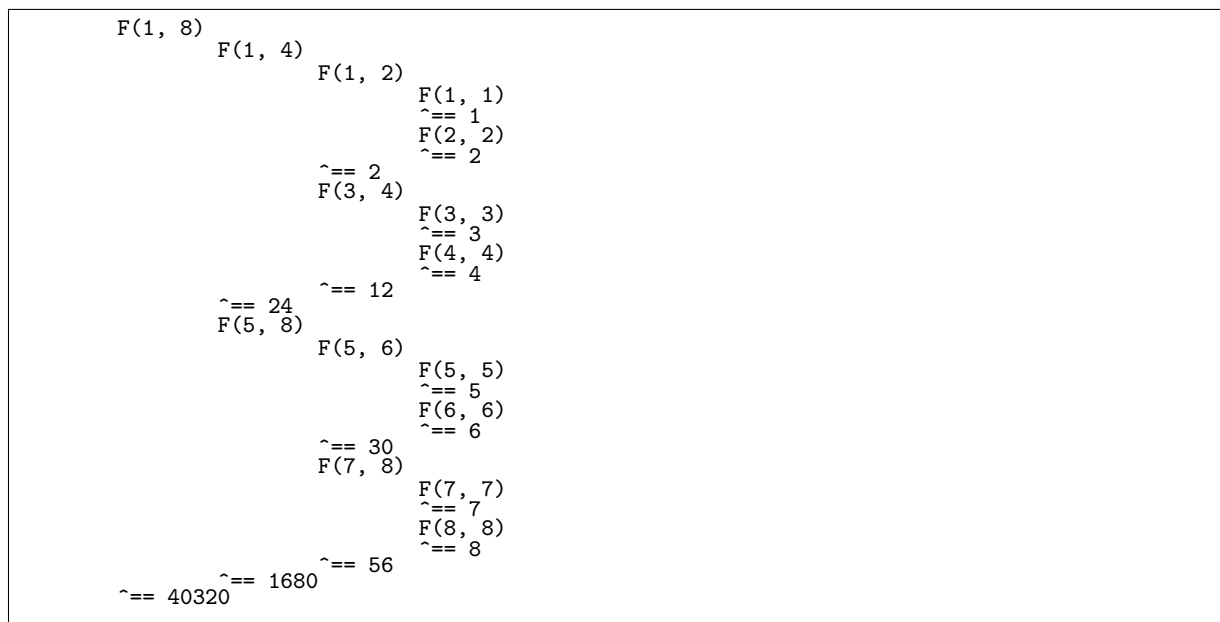 F(1, 8)
F(1, 4)
F(1, 2)
F(1, 1)
^== 1
F(2, 2)
^== 2
^== 2
F(3, 4)
F(3, 3)
^== 3
F(4, 4)
^== 4
^== 12
^== 24
F(5, 8)
F(5, 6)
F(5, 5)
^== 5
F(6, 6)
^== 6
^== 30
F(7, 8)
F(7, 7)
^== 7
F(8, 8)
^== 8
^== 56
^== 1680
^== 40320